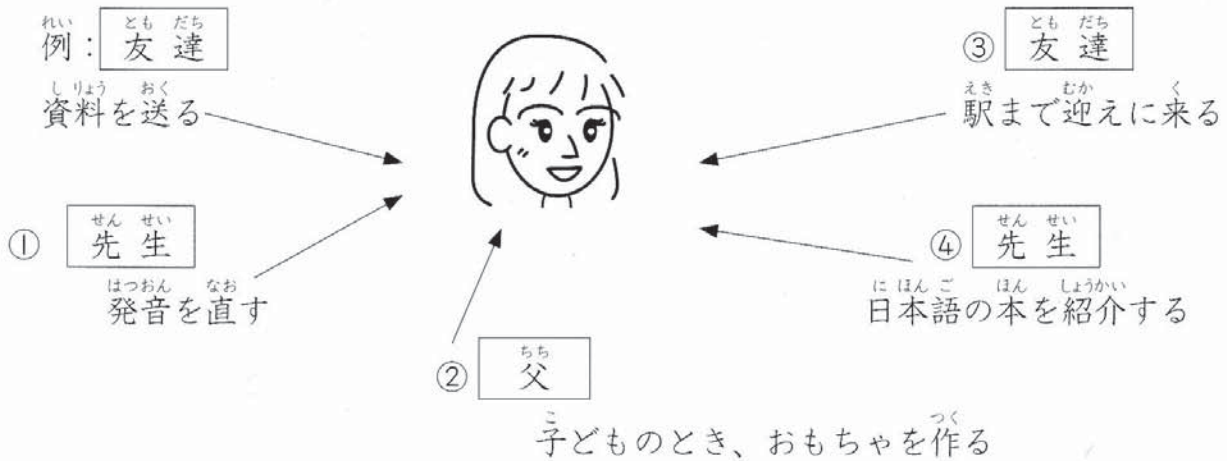 例：友達
資料を送る
① 先生
発音を直す
② 父
子どものとき、おもちゃを作る
③ 友達
駅まで迎えに来る
④ 先生
日本語の本を紹介する